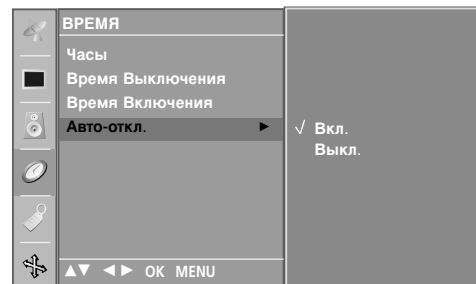 ВРЕМЯ
Часы
Время Выключения
Время Включения
Авто-откл. ►
√ Вкл.
Выкл.
▲▼ ◄► OK MENU